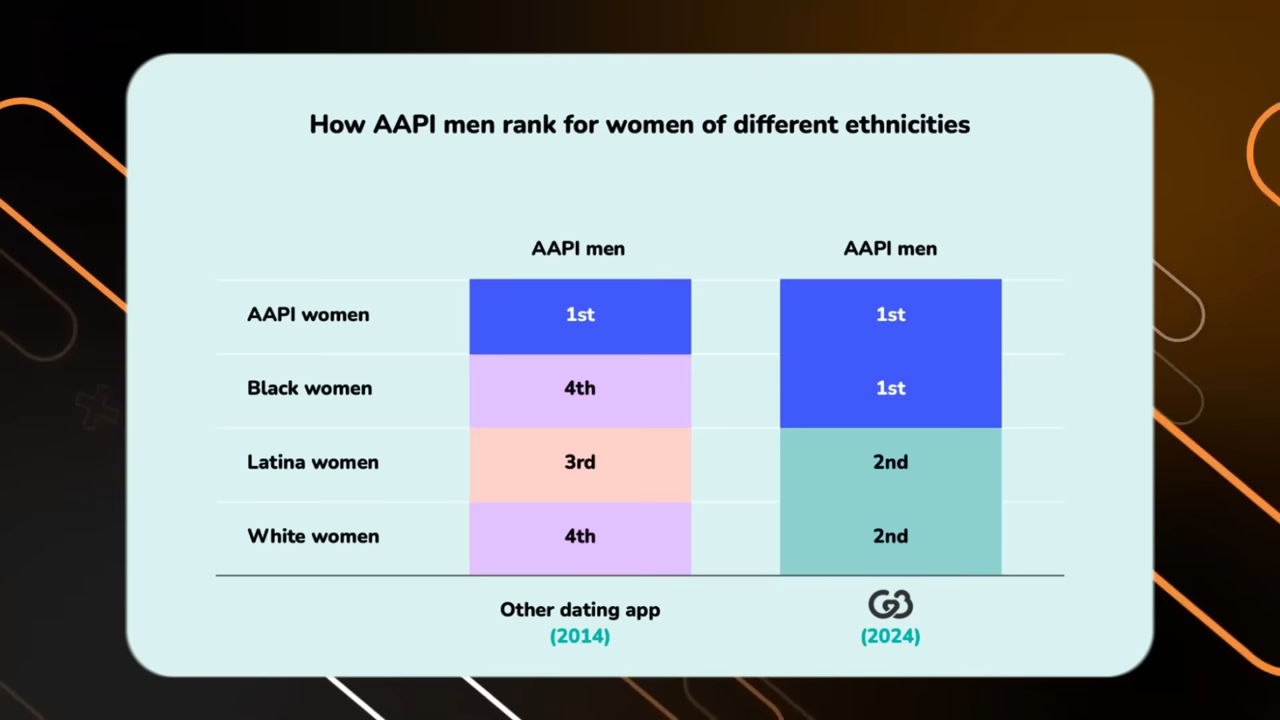 How AAPI men rank for women of different ethnicities
AAPI men AAPI men
AAPI women 1st 1st
Black women 4th 1st
Latina women 3rd 2nd
White women 4th 2nd
Other dating app
(2014) (2024)